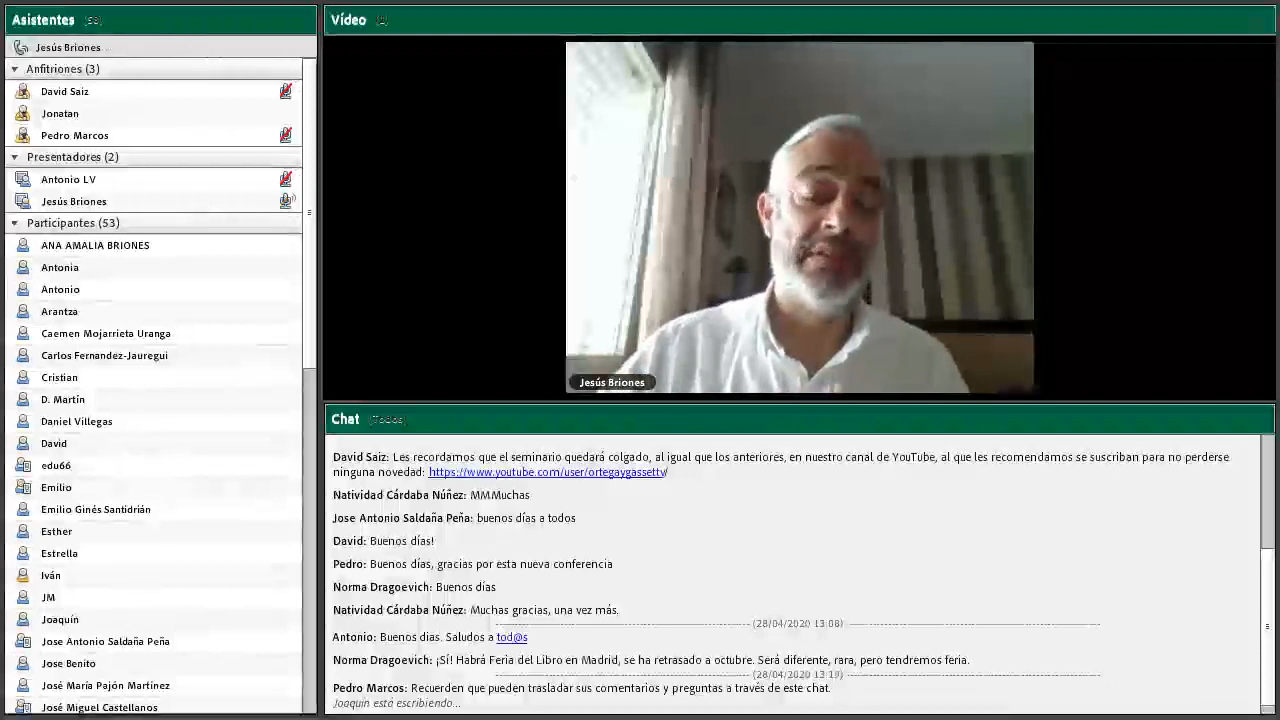 Asistentes (58)
Jesús Briones
Anfitriones (3)
David Saiz
Jonatan
Pedro Marcos
Presentadores (2)
Antonio LV
Jesús Briones
Participantes (53)
ANA AMALIA BRIONES
Antonia
Antonio
Arantza
Caemen Mojarrieta Uranga
Carlos Fernandez-Jauregui
Cristian
D. Martín
Daniel Villegas
David
edu66
Emilio
Emilio Ginés Santidrián
Esther
Estrella
Iván
JM
Joaquín
Jose Antonio Saldaña Peña
Jose Benito
José María Pajón Martínez
José Miguel Castellanos
Vídeo
Jesús Briones
Chat (Todos)
David Saiz: Les recordamos que el seminario quedará colgado, al igual que los anteriores, en nuestro canal de YouTube, al que les recomendamos se suscriban para no perderse
ninguna novedad: https://www.youtube.com/user/ortegaygassettv/
Natividad Cárdaba Núñez: MMMuchas
Jose Antonio Saldaña Peña: buenos días a todos
David: Buenos días!
Pedro: Buenos días, gracias por esta nueva conferencia
Norma Dragoevich: Buenos días
Natividad Cárdaba Núñez: Muchas gracias, una vez más.
(28/04/2020 13:08)
Antonio: Buenos dias. Saludos a tod@s
Norma Dragoevich: ¡Sí! Habrá Feria del Libro en Madrid, se ha retrasado a octubre. Será diferente, rara, pero tendremos feria.
(28/04/2020 13:19)
Pedro Marcos: Recuerden que pueden trasladar sus comentarios y preguntas a través de este chat.
Joaquín está escribiendo...